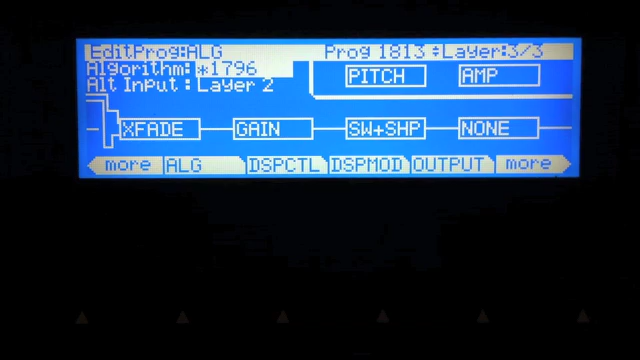 EditProg:ALG Prog 1813 Layer:3/3
Algorithm: *1796 PITCH AMP
Alt Input : Layer 2
XFADE GAIN SW+SHP NONE
more ALG DSPCTL DSPMOD OUTPUT more